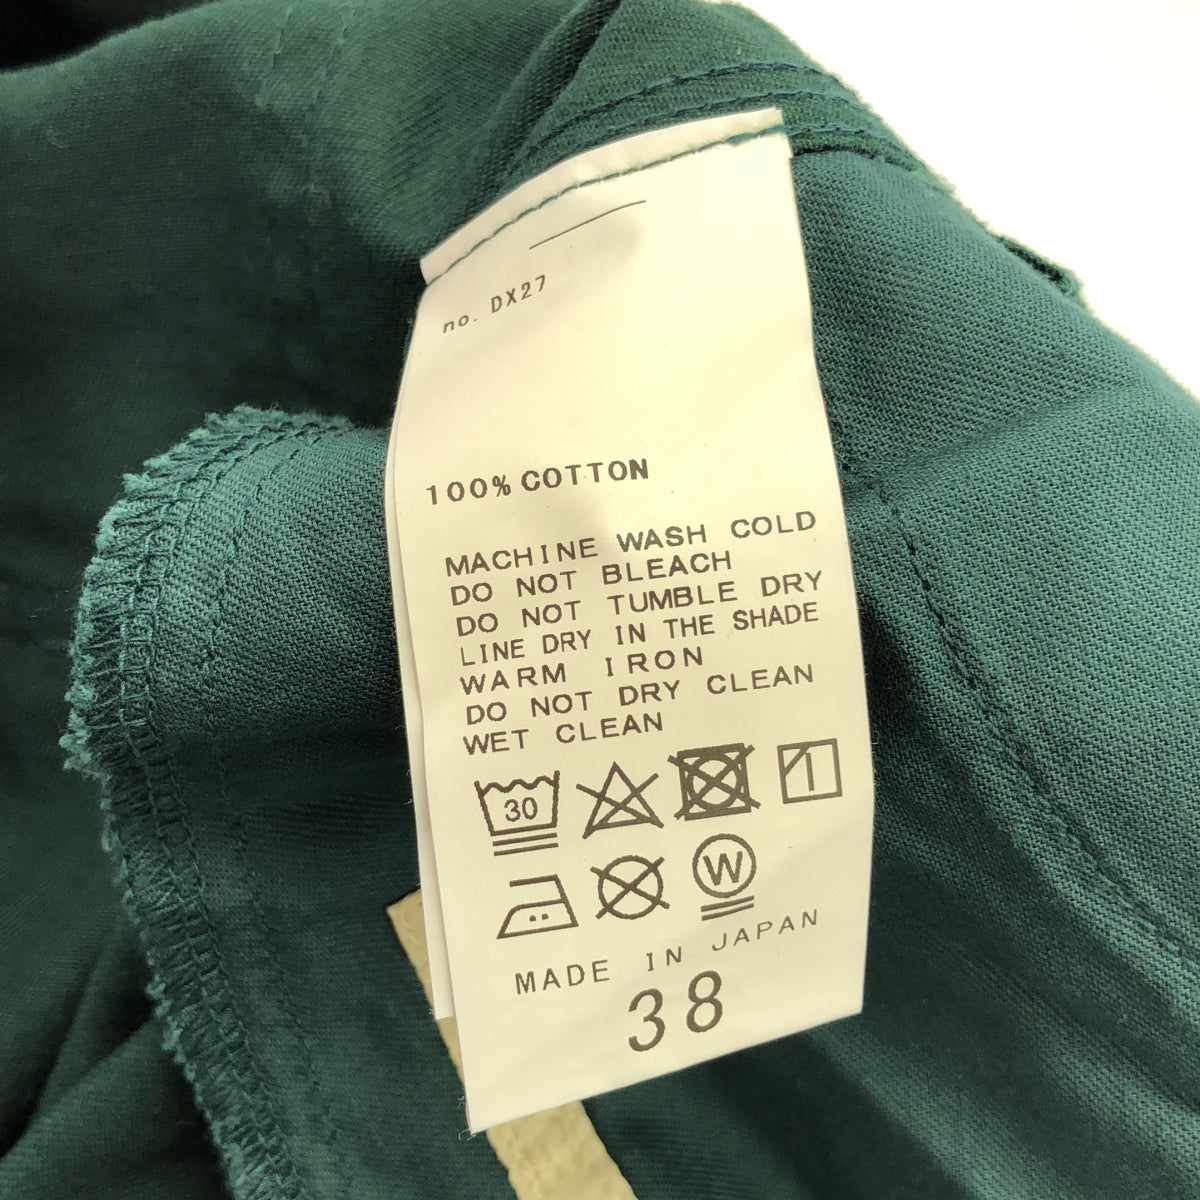 no. DX27
100% COTTON
MACHINE WASH COLD
DO NOT BLEACH
DO NOT TUMBLE DRY
LINE DRY IN THE SHADE
WARM IRON
DO NOT DRY CLEAN
WET CLEAN
30
W
MADE IN JAPAN
38